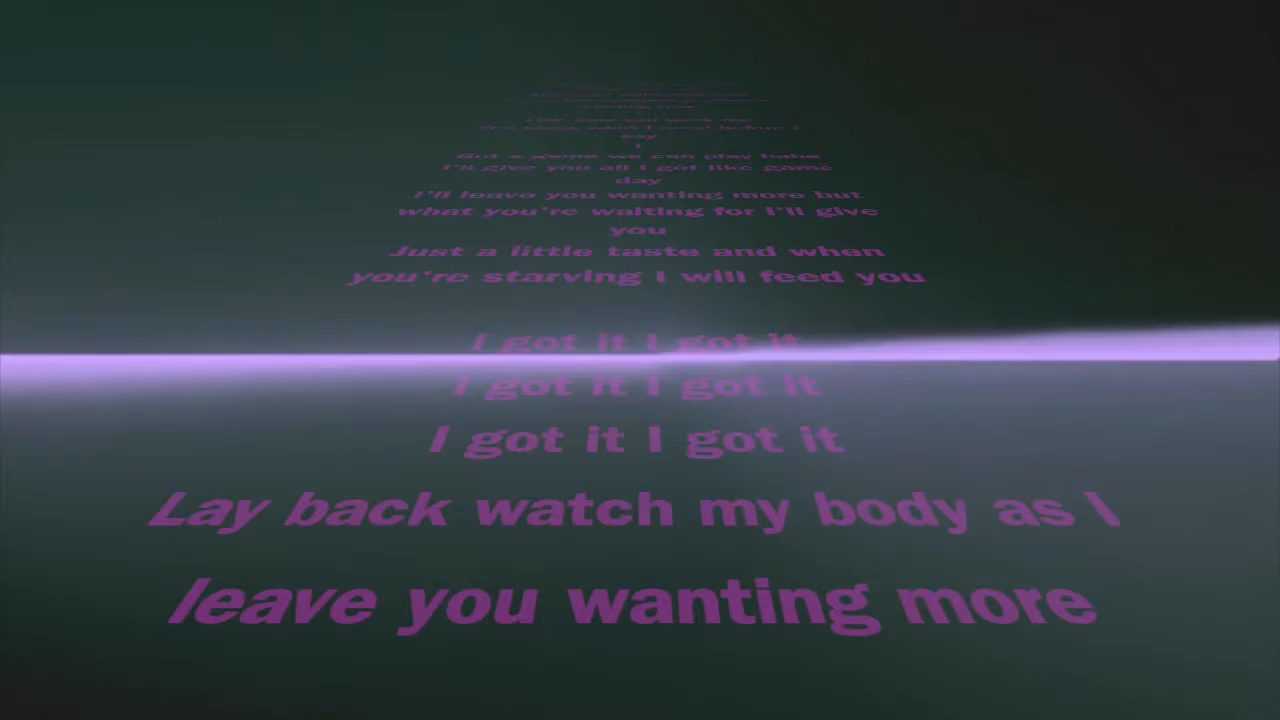 say
I
Got a game we can play babe
I'll give you all I got like game
day
I'll leave you wanting more but
what you're waiting for I'll give
you
Just a little taste and when
you're starving I will feed you
I got it I got it
I got it I got it
I got it I got it
Lay back watch my body as I
leave you wanting more